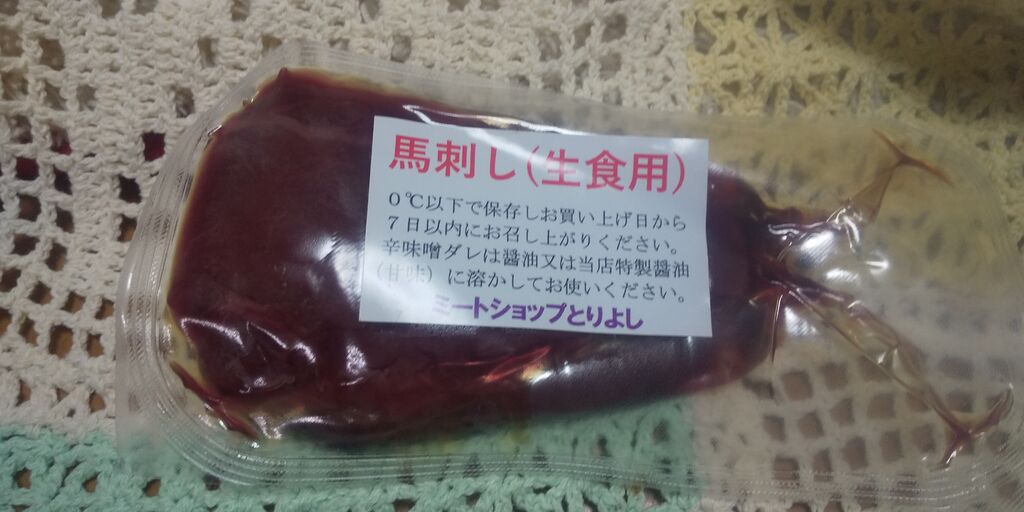 馬刺し(生食用)
0℃以下で保存しお買い上げ日から
7日以内にお召し上がりください。
辛味噌ダレは醤油又は当店特製醤油
(甘味)に溶かしてお使いください。
ミートショップとりよし